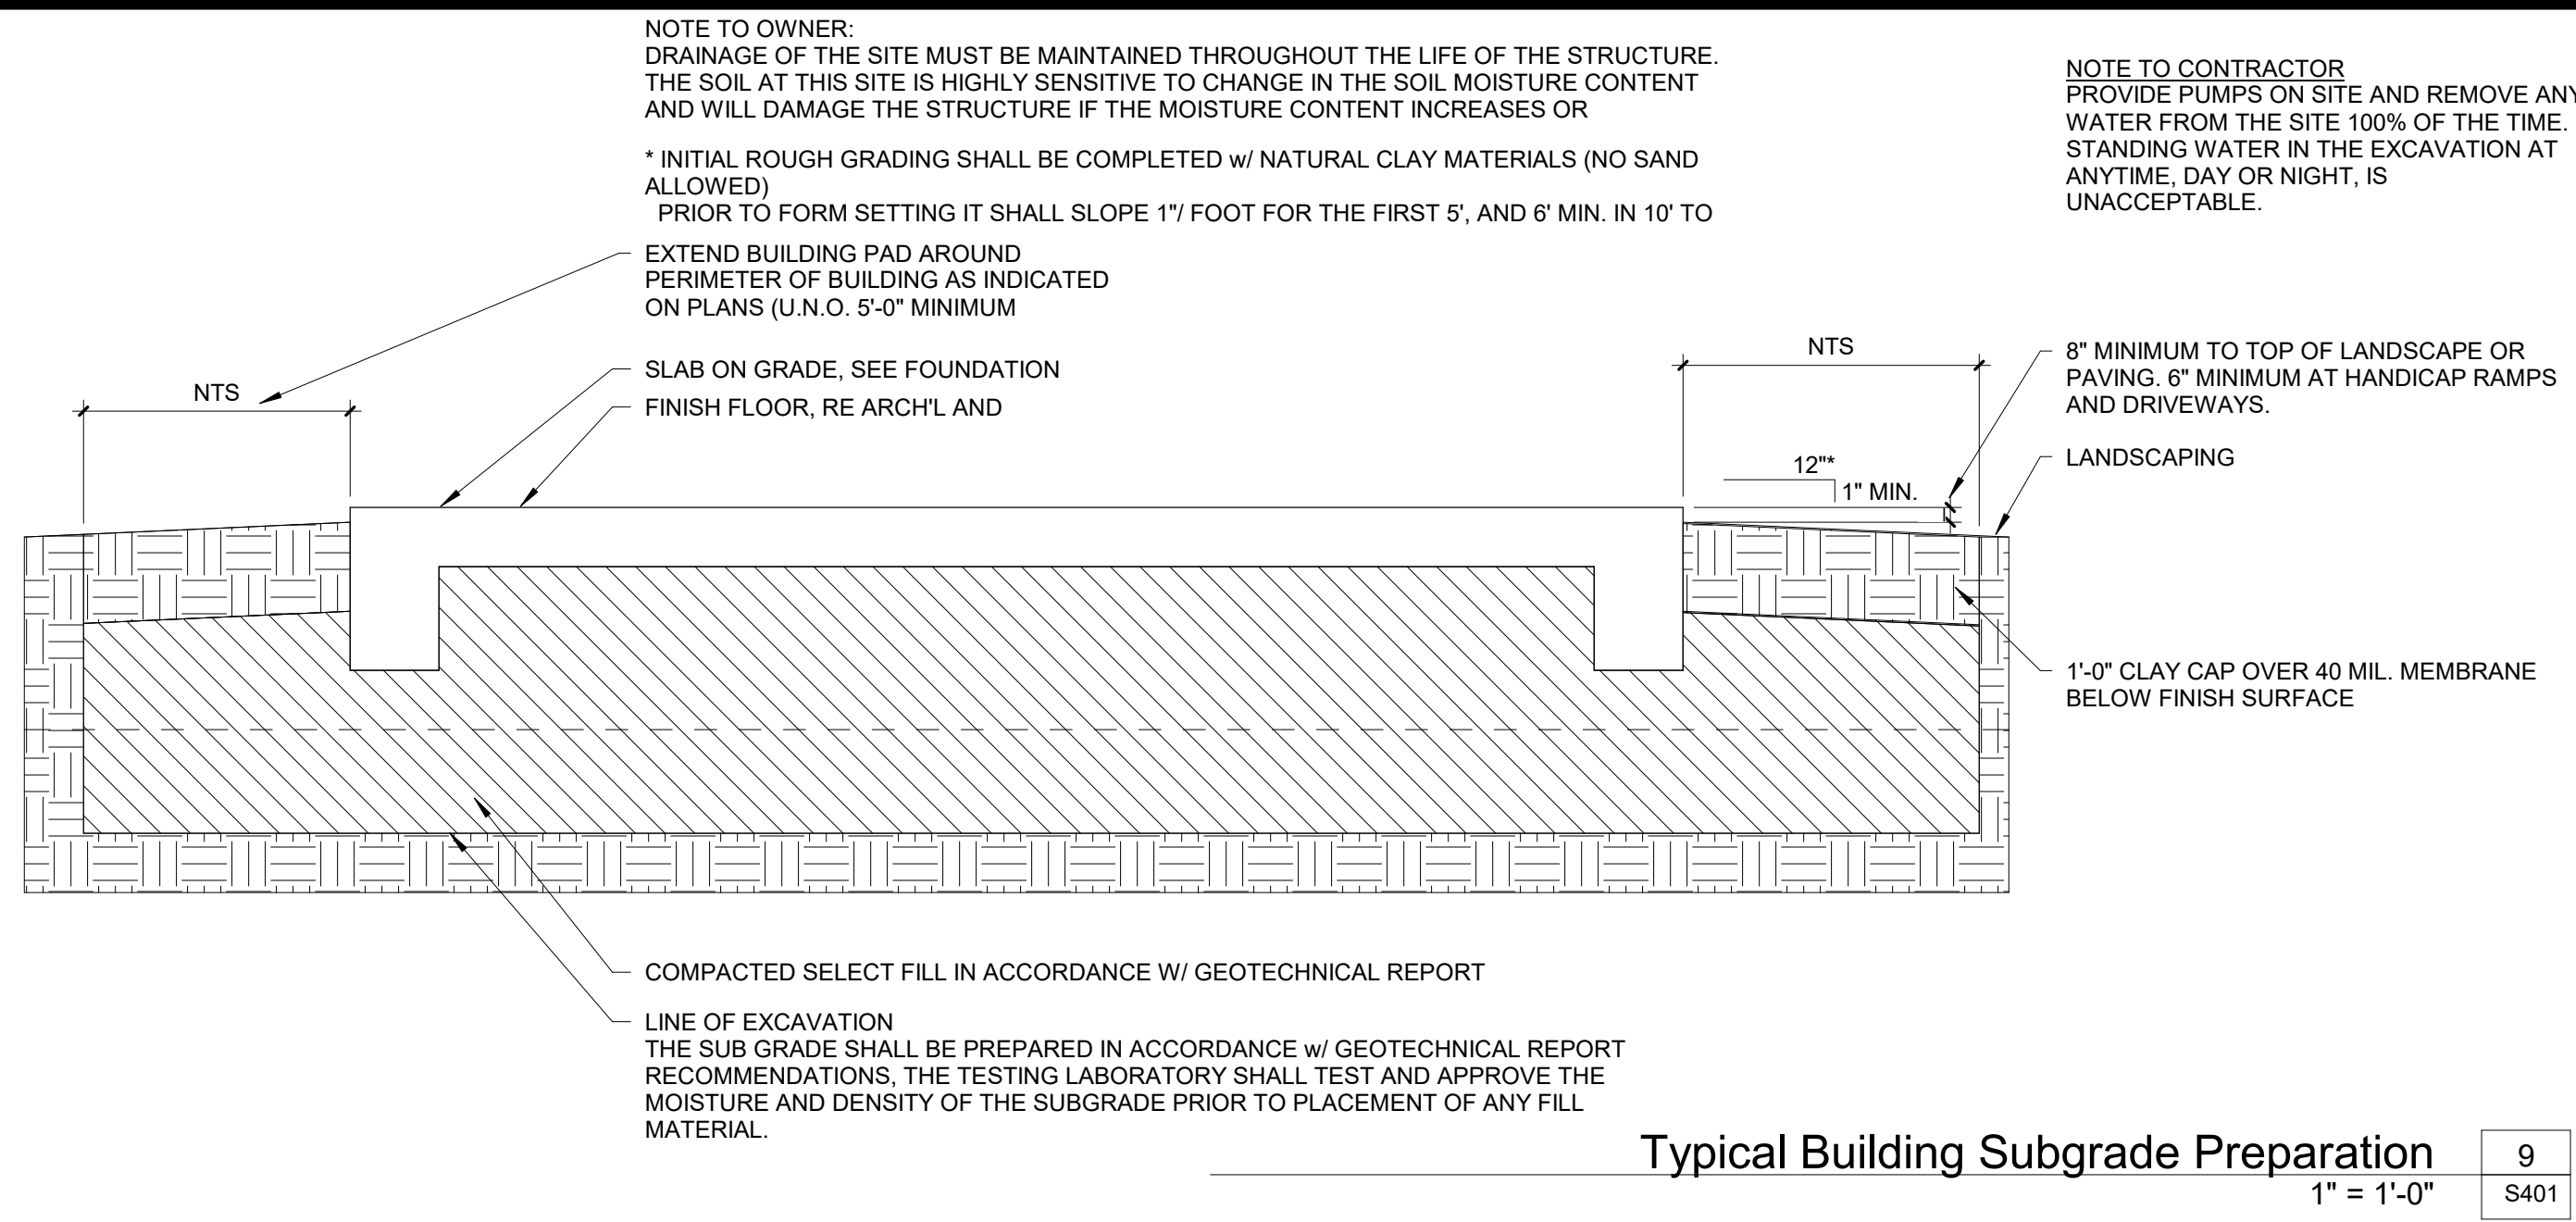 NOTE TO OWNER:
DRAINAGE OF THE SITE MUST BE MAINTAINED THROUGHOUT THE LIFE OF THE STRUCTURE.
THE SOIL AT THIS SITE IS HIGHLY SENSITIVE TO CHANGE IN THE SOIL MOISTURE CONTENT
AND WILL DAMAGE THE STRUCTURE IF THE MOISTURE CONTENT INCREASES OR
* INITIAL ROUGH GRADING SHALL BE COMPLETED w/ NATURAL CLAY MATERIALS (NO SAND
ALLOWED)
PRIOR TO FORM SETTING IT SHALL SLOPE 1"/ FOOT FOR THE FIRST 5', AND 6' MIN. IN 10' TO
NOTE TO CONTRACTOR
PROVIDE PUMPS ON SITE AND REMOVE ANY
WATER FROM THE SITE 100% OF THE TIME.
STANDING WATER IN THE EXCAVATION AT
ANYTIME, DAY OR NIGHT, IS
UNACCEPTABLE.
EXTEND BUILDING PAD AROUND
PERIMETER OF BUILDING AS INDICATED
ON PLANS (U.N.O. 5'-0" MINIMUM
SLAB ON GRADE, SEE FOUNDATION
FINISH FLOOR, RE ARCH'L AND
NTS
NTS
8" MINIMUM TO TOP OF LANDSCAPE OR
PAVING. 6" MINIMUM AT HANDICAP RAMPS
AND DRIVEWAYS.
LANDSCAPING
12"*
1" MIN.
1'-0" CLAY CAP OVER 40 MIL. MEMBRANE
BELOW FINISH SURFACE
COMPACTED SELECT FILL IN ACCORDANCE W/ GEOTECHNICAL REPORT
LINE OF EXCAVATION
THE SUB GRADE SHALL BE PREPARED IN ACCORDANCE w/ GEOTECHNICAL REPORT
RECOMMENDATIONS, THE TESTING LABORATORY SHALL TEST AND APPROVE THE
MOISTURE AND DENSITY OF THE SUBGRADE PRIOR TO PLACEMENT OF ANY FILL
MATERIAL.
Typical Building Subgrade Preparation
1" = 1'-0"
9
S401